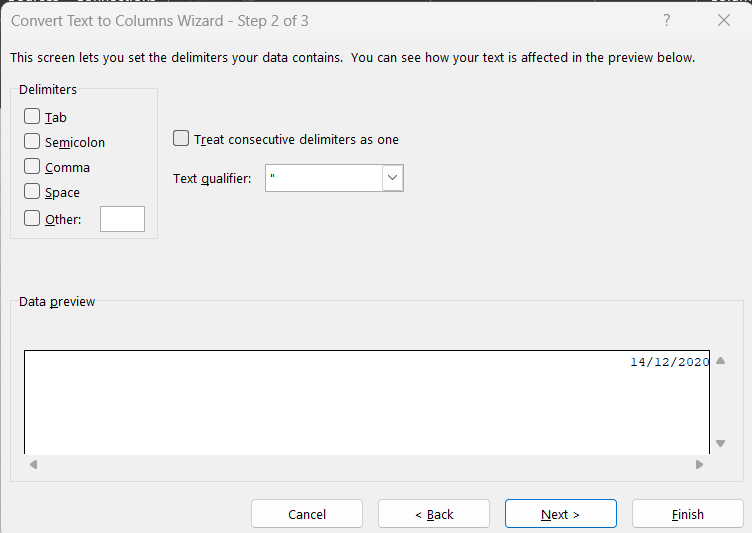 Convert Text to Columns Wizard - Step 2 of 3
?
This screen lets you set the delimiters your data contains. You can see how your text is affected in the preview below.
Delimiters
Tab
Semicolon
Comma
Space
Other:
Treat consecutive delimiters as one
Text qualifier: "
Data preview
14/12/2020
Cancel
< Back
Next >
Finish